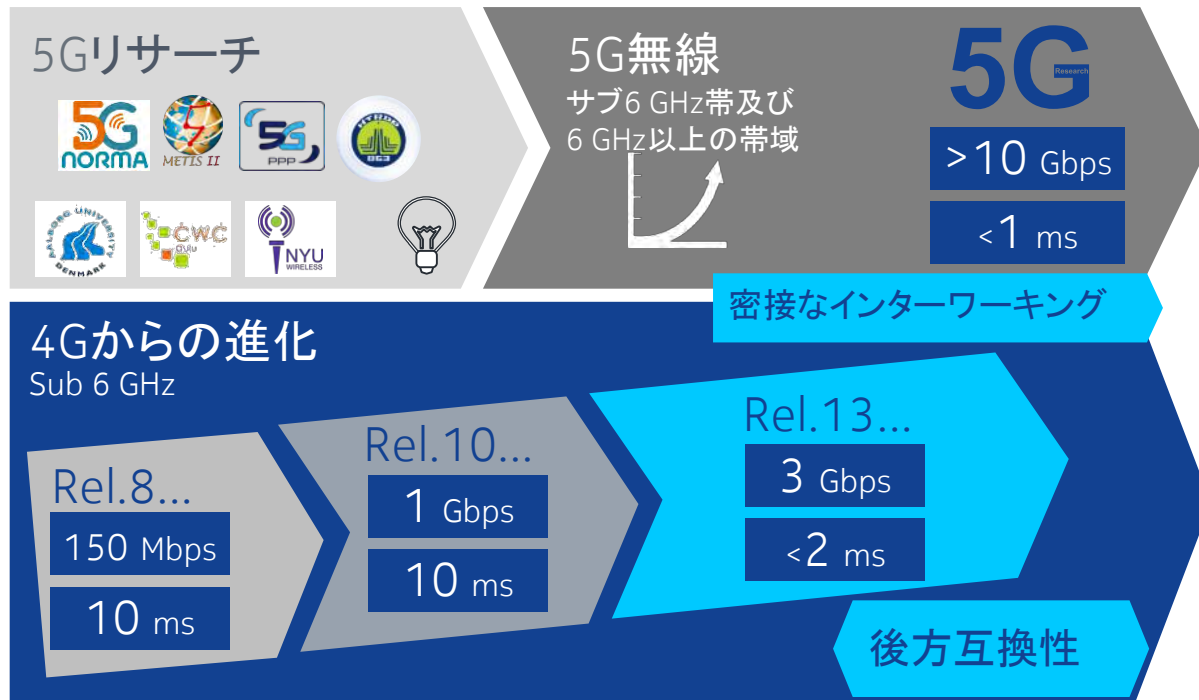 5Gリサーチ
5G
NORMA
METIS II
5G
PPP
HYRDO
863
AALBORG UNIVERSITY
DENMARK
CWC
Oulu
NYU
WIRELESS
5G無線
サブ6 GHz帯及び
6 GHz以上の帯域
5G
Research
>10 Gbps
<1 ms
密接なインターワーキング
4Gからの進化
Sub 6 GHz
Rel.8...
150 Mbps
10 ms
Rel.10...
1 Gbps
10 ms
Rel.13...
3 Gbps
<2 ms
後方互換性